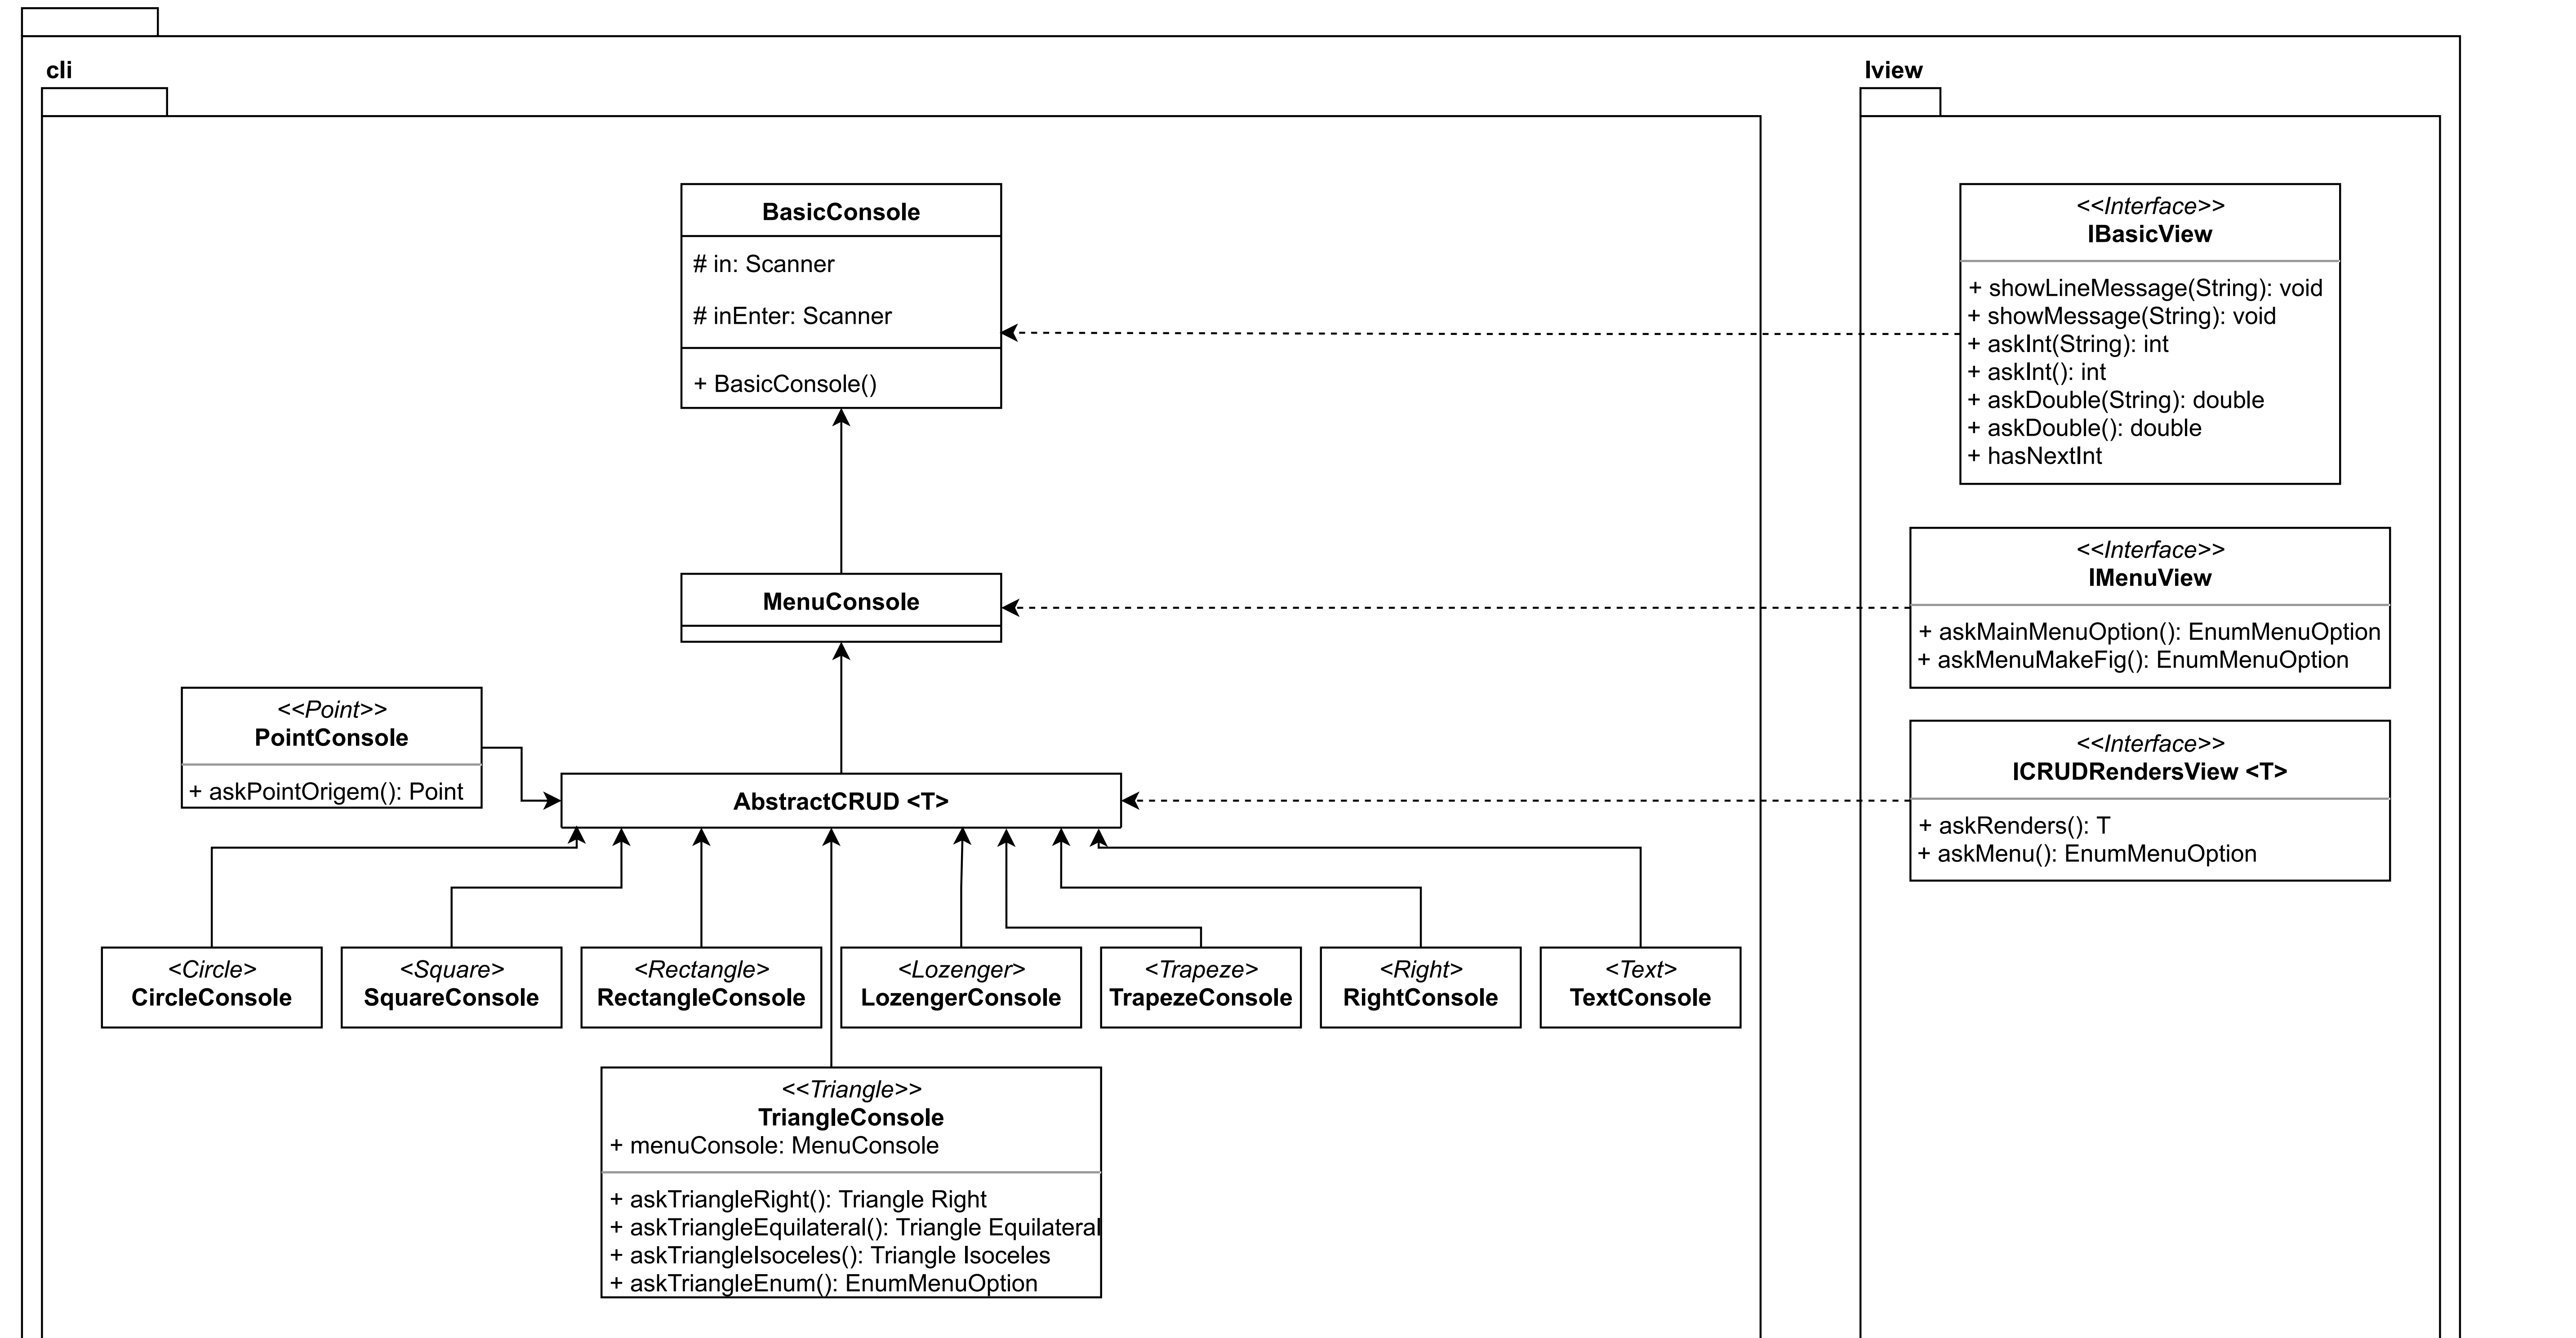 cli
Iview
BasicConsole
# in: Scanner
# inEnter: Scanner
+ BasicConsole()
<<Interface>>
IBasicView
+ showLineMessage(String): void
+ showMessage(String): void
+ askInt(String): int
+ askInt(): int
+ askDouble(String): double
+ askDouble(): double
+ hasNextInt
MenuConsole
<<Interface>>
IMenuView
+ askMainMenuOption(): EnumMenuOption
+ askMenuMakeFig(): EnumMenuOption
<<Point>>
PointConsole
+ askPointOrigem(): Point
AbstractCRUD <T>
<<Interface>>
ICRUDRendersView <T>
+ askRenders(): T
+ askMenu(): EnumMenuOption
<Circle>
CircleConsole
<Square>
SquareConsole
<Rectangle>
RectangleConsole
<Lozenger>
LozengerConsole
<Trapeze>
TrapezeConsole
<Right>
RightConsole
<Text>
TextConsole
<<Triangle>>
TriangleConsole
+ menuConsole: MenuConsole
+ askTriangleRight(): Triangle Right
+ askTriangleEquilateral(): Triangle Equilateral
+ askTriangleIsoceles(): Triangle Isoceles
+ askTriangleEnum(): EnumMenuOption